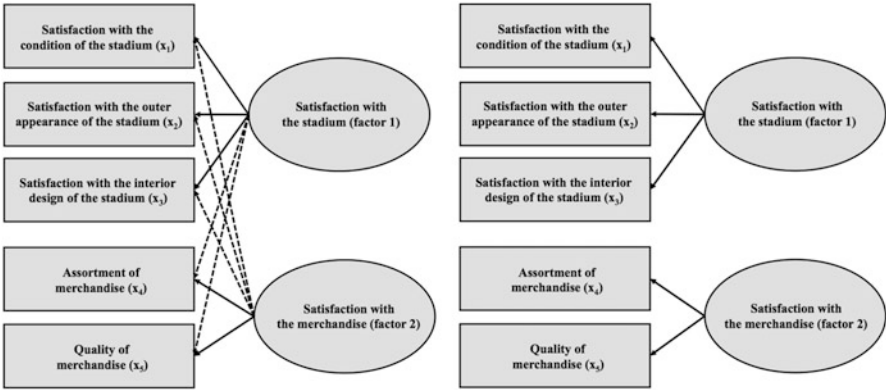 Satisfaction with the
condition of the stadium (x₁)
Satisfaction with the outer
appearance of the stadium (x₂)
Satisfaction with the interior
design of the stadium (x₃)
Assortment of
merchandise (x₄)
Quality of
merchandise (x₅)
Satisfaction with
the stadium (factor 1)
Satisfaction with
the merchandise (factor 2)
Satisfaction with the
condition of the stadium (x₁)
Satisfaction with the outer
appearance of the stadium (x₂)
Satisfaction with the interior
design of the stadium (x₃)
Assortment of
merchandise (x₄)
Quality of
merchandise (x₅)
Satisfaction with
the stadium (factor 1)
Satisfaction with
the merchandise (factor 2)